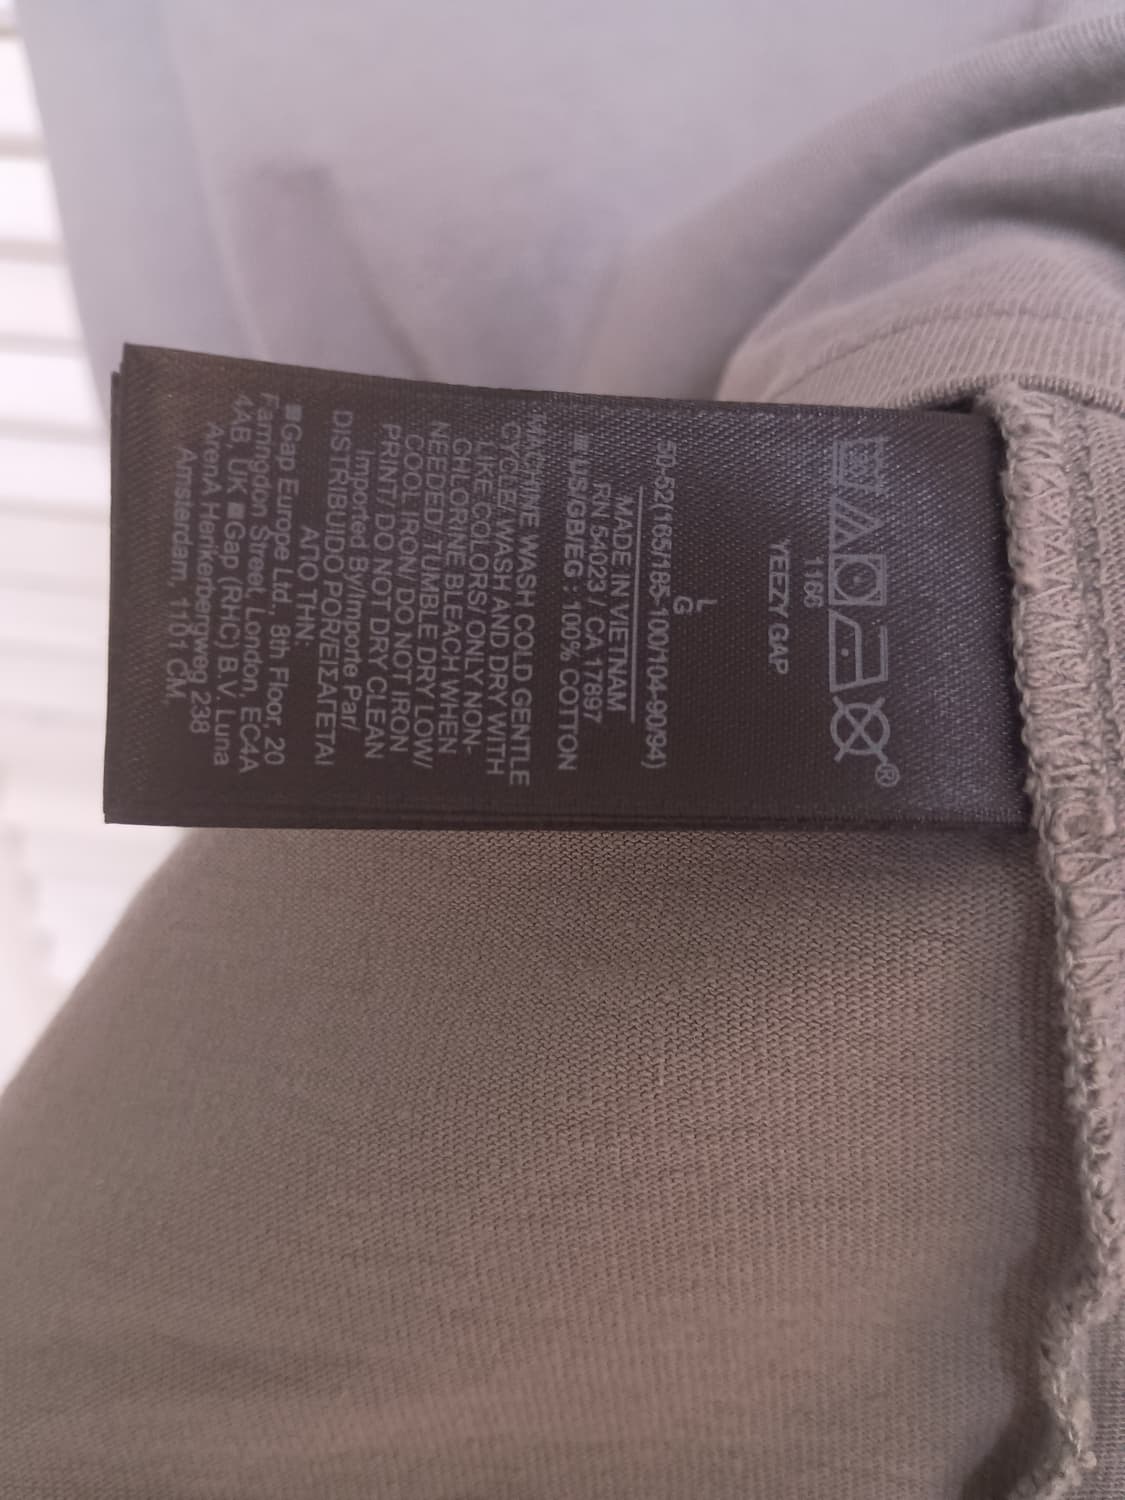 30
®
1166
YEEZY GAP
L
G
50-52(165/185-100/104-90/94)
MADE IN VIETNAM
RN 54023 / CA 17897
■ US/GB/EG : 100% COTTON
MACHINE WASH COLD GENTLE
CYCLE/ WASH AND DRY WITH
LIKE COLORS/ ONLY NON-
CHLORINE BLEACH WHEN
NEEDED/ TUMBLE DRY LOW/
COOL IRON/ DO NOT IRON
PRINT/ DO NOT DRY CLEAN
Imported By/Importe Par/
DISTRIBUIDO POR/ΕΙΣΑΓΕΤΑΙ
ΑΠΟ ΤΗΝ:
■Gap Europe Ltd., 8th Floor, 20
Farringdon Street, London, EC4A
4AB, UK ■Gap (RHC) B.V. Luna
ArenA Herikerbergweg 238
Amsterdam, 1101 CM,